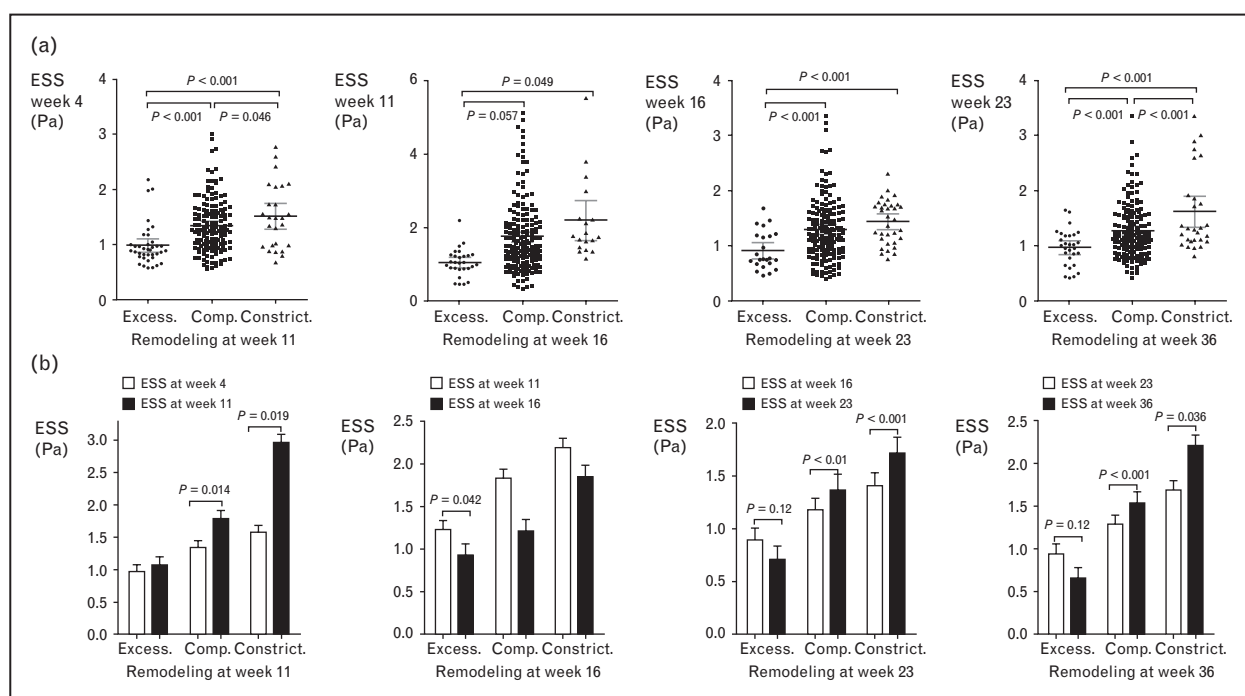 (a)
ESS
week 4
(Pa)
P < 0.001
P < 0.001 P = 0.046
4
3
2
1
0
Excess. Comp. Constrict.
Remodeling at week 11
ESS
week 11
(Pa)
P = 0.049
P = 0.057
6
4
2
0
Excess. Comp. Constrict.
Remodeling at week 16
ESS
week 16
(Pa)
P < 0.001
P < 0.001
4
3
2
1
0
Excess. Comp. Constrict.
Remodeling at week 23
ESS
week 23
(Pa)
P < 0.001
P < 0.001 P < 0.001
4
3
2
1
0
Excess. Comp. Constrict.
Remodeling at week 36
(b)
ESS at week 4
ESS at week 11
ESS
(Pa)
P = 0.019
P = 0.014
3.0
2.5
2.0
1.5
1.0
0.5
0.0
Excess. Comp. Constrict.
Remodeling at week 11
ESS at week 11
ESS at week 16
ESS
(Pa)
P = 0.042
2.5
2.0
1.5
1.0
0.5
0.0
Excess. Comp. Constrict.
Remodeling at week 16
ESS at week 16
ESS at week 23
ESS
(Pa)
P < 0.001
P < 0.01
P = 0.12
2.0
1.5
1.0
0.5
0.0
Excess. Comp. Constrict.
Remodeling at week 23
ESS at week 23
ESS at week 36
ESS
(Pa)
P = 0.036
P < 0.001
P = 0.12
2.5
2.0
1.5
1.0
0.5
0.0
Excess. Comp. Constrict.
Remodeling at week 36